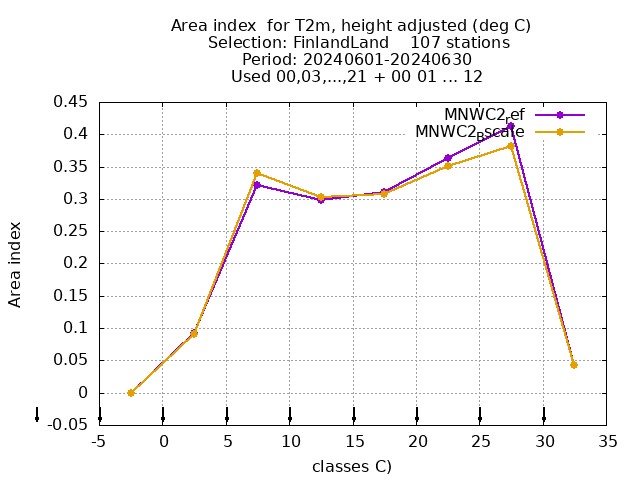 Area index  for T2m, height adjusted (deg C)
Selection: FinlandLand    107 stations
Period: 20240601-20240630
Used 00,03,...,21 + 00 01 ... 12
MNWC2_ref
MNWC2_Bscale
Area index
0.45
0.4
0.35
0.3
0.25
0.2
0.15
0.1
0.05
0
-0.05
-5 0 5 10 15 20 25 30 35
classes C)